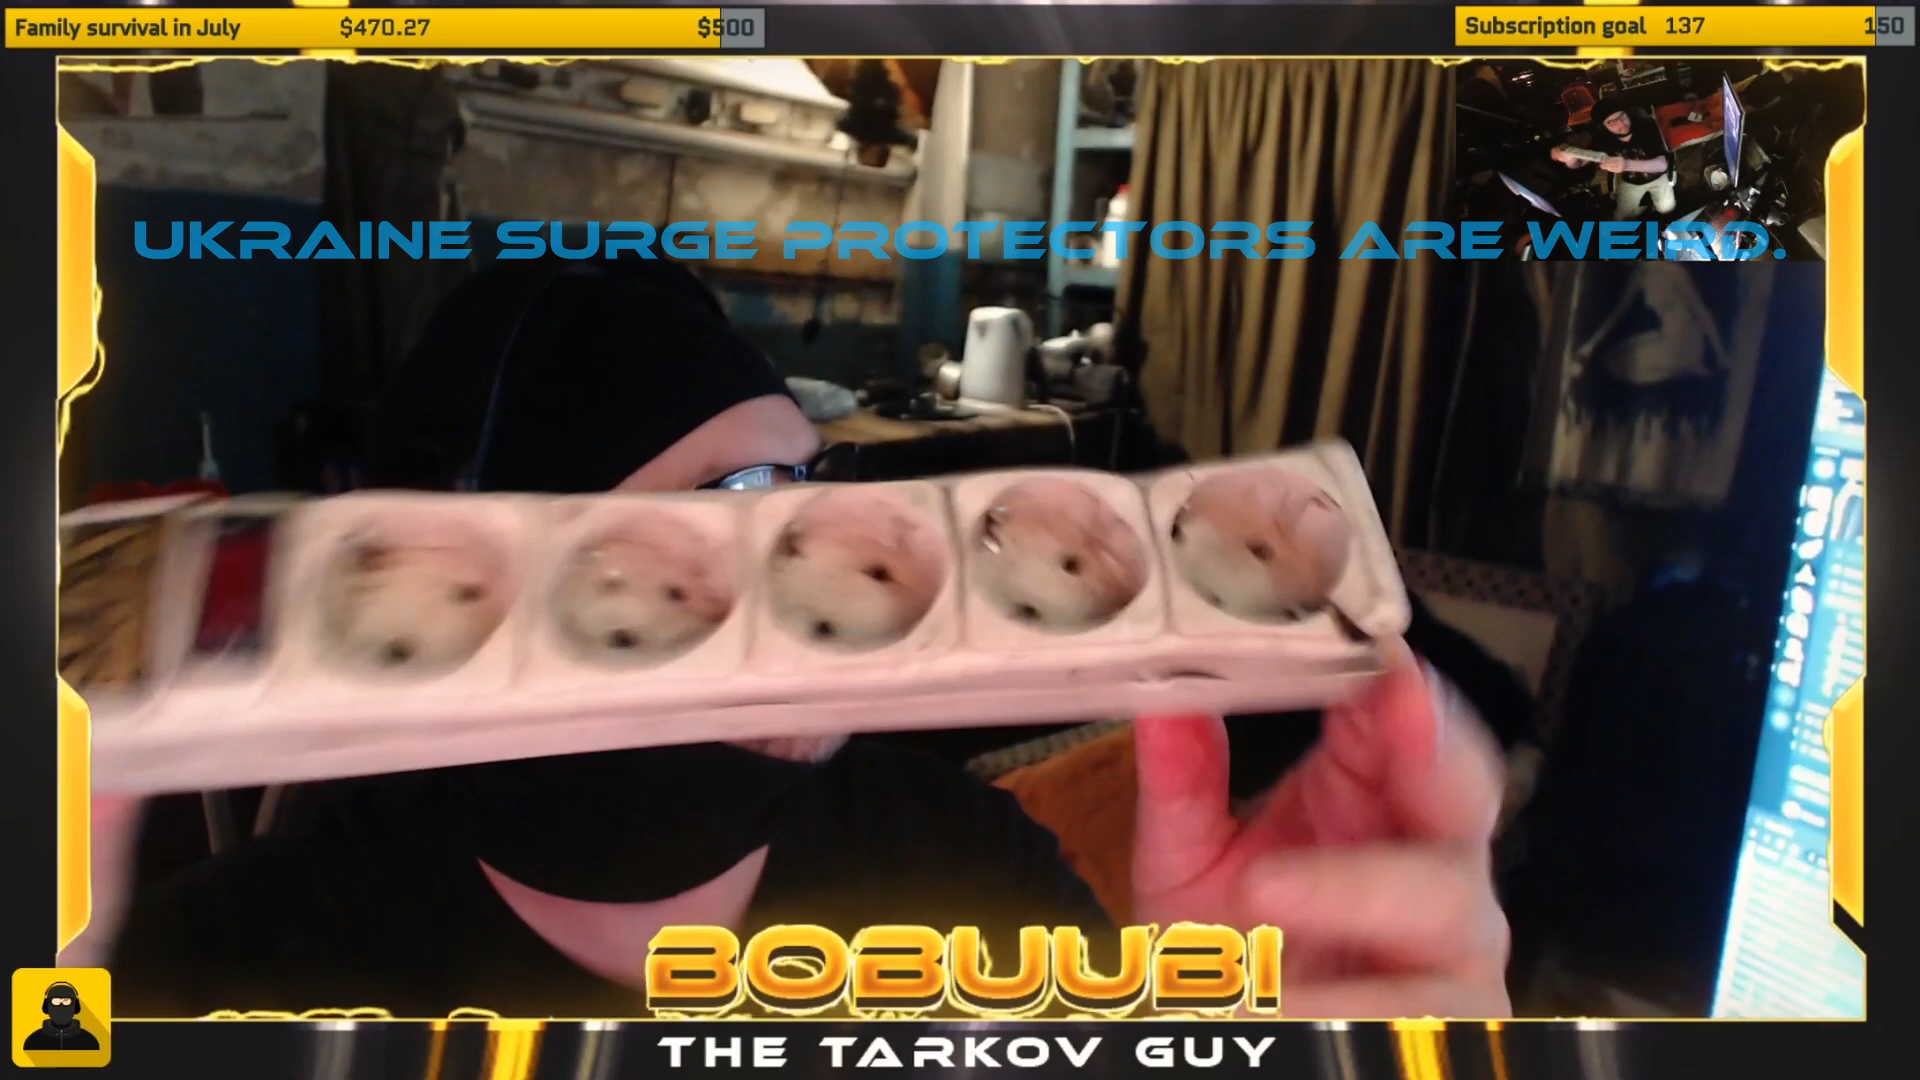 Family survival in July $470.27 $500
Subscription goal 137 150
UKRAINE SURGE PROTECTORS ARE WEIRD.
BOBUUBI
THE TARKOV GUY